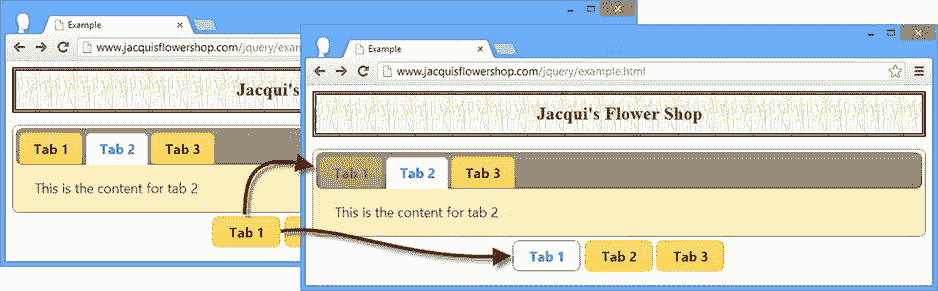 Example
www.jacquisflowershop.com/jquery/exam
Jacqui's
Tab 1 Tab 2 Tab 3
This is the content for tab 2
Tab 1
Example
www.jacquisflowershop.com/jquery/example.html
Jacqui's Flower Shop
Tab 1 Tab 2 Tab 3
This is the content for tab 2
Tab 1 Tab 2 Tab 3